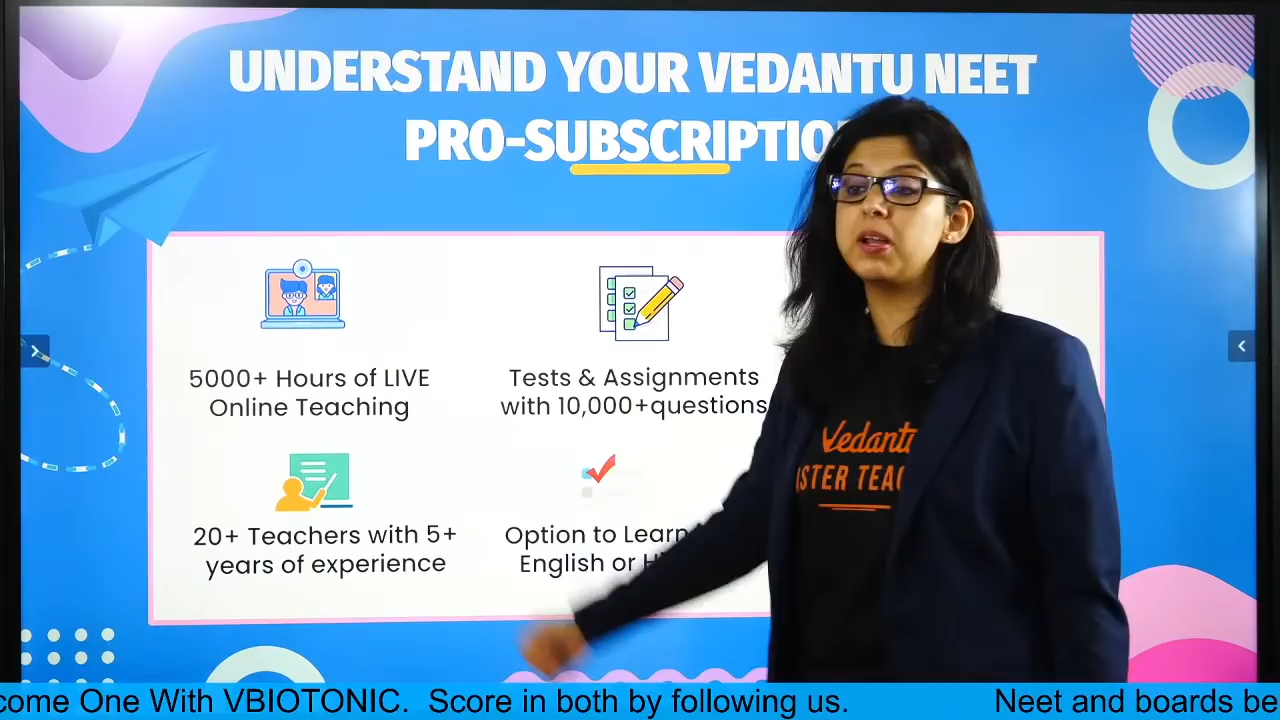 UNDERSTAND YOUR VEDANTU NEET
PRO-SUBSCRIPTIO
5000+ Hours of LIVE
Online Teaching
Tests & Assignments
with 10,000+questions
20+ Teachers with 5+
years of experience
Option to Learn
English or
Vedantu
STER TEAC
come One With VBIOTONIC. Score in both by following us. Neet and boards be